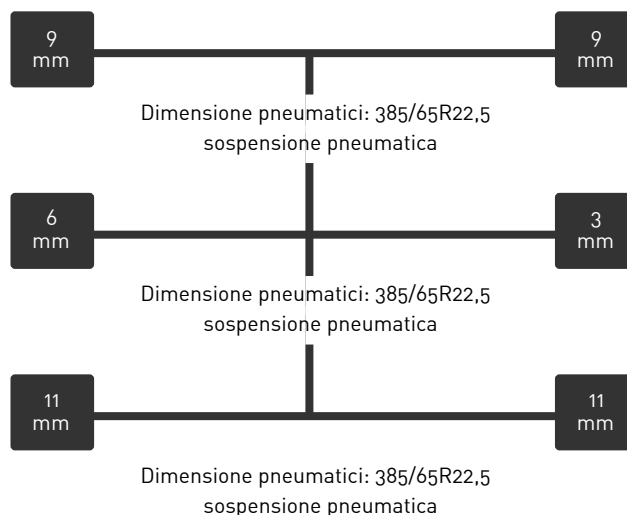 9 mm 9 mm
Dimensione pneumatici: 385/65R22,5
sospensione pneumatica
6 mm 3 mm
Dimensione pneumatici: 385/65R22,5
sospensione pneumatica
11 mm 11 mm
Dimensione pneumatici: 385/65R22,5
sospensione pneumatica